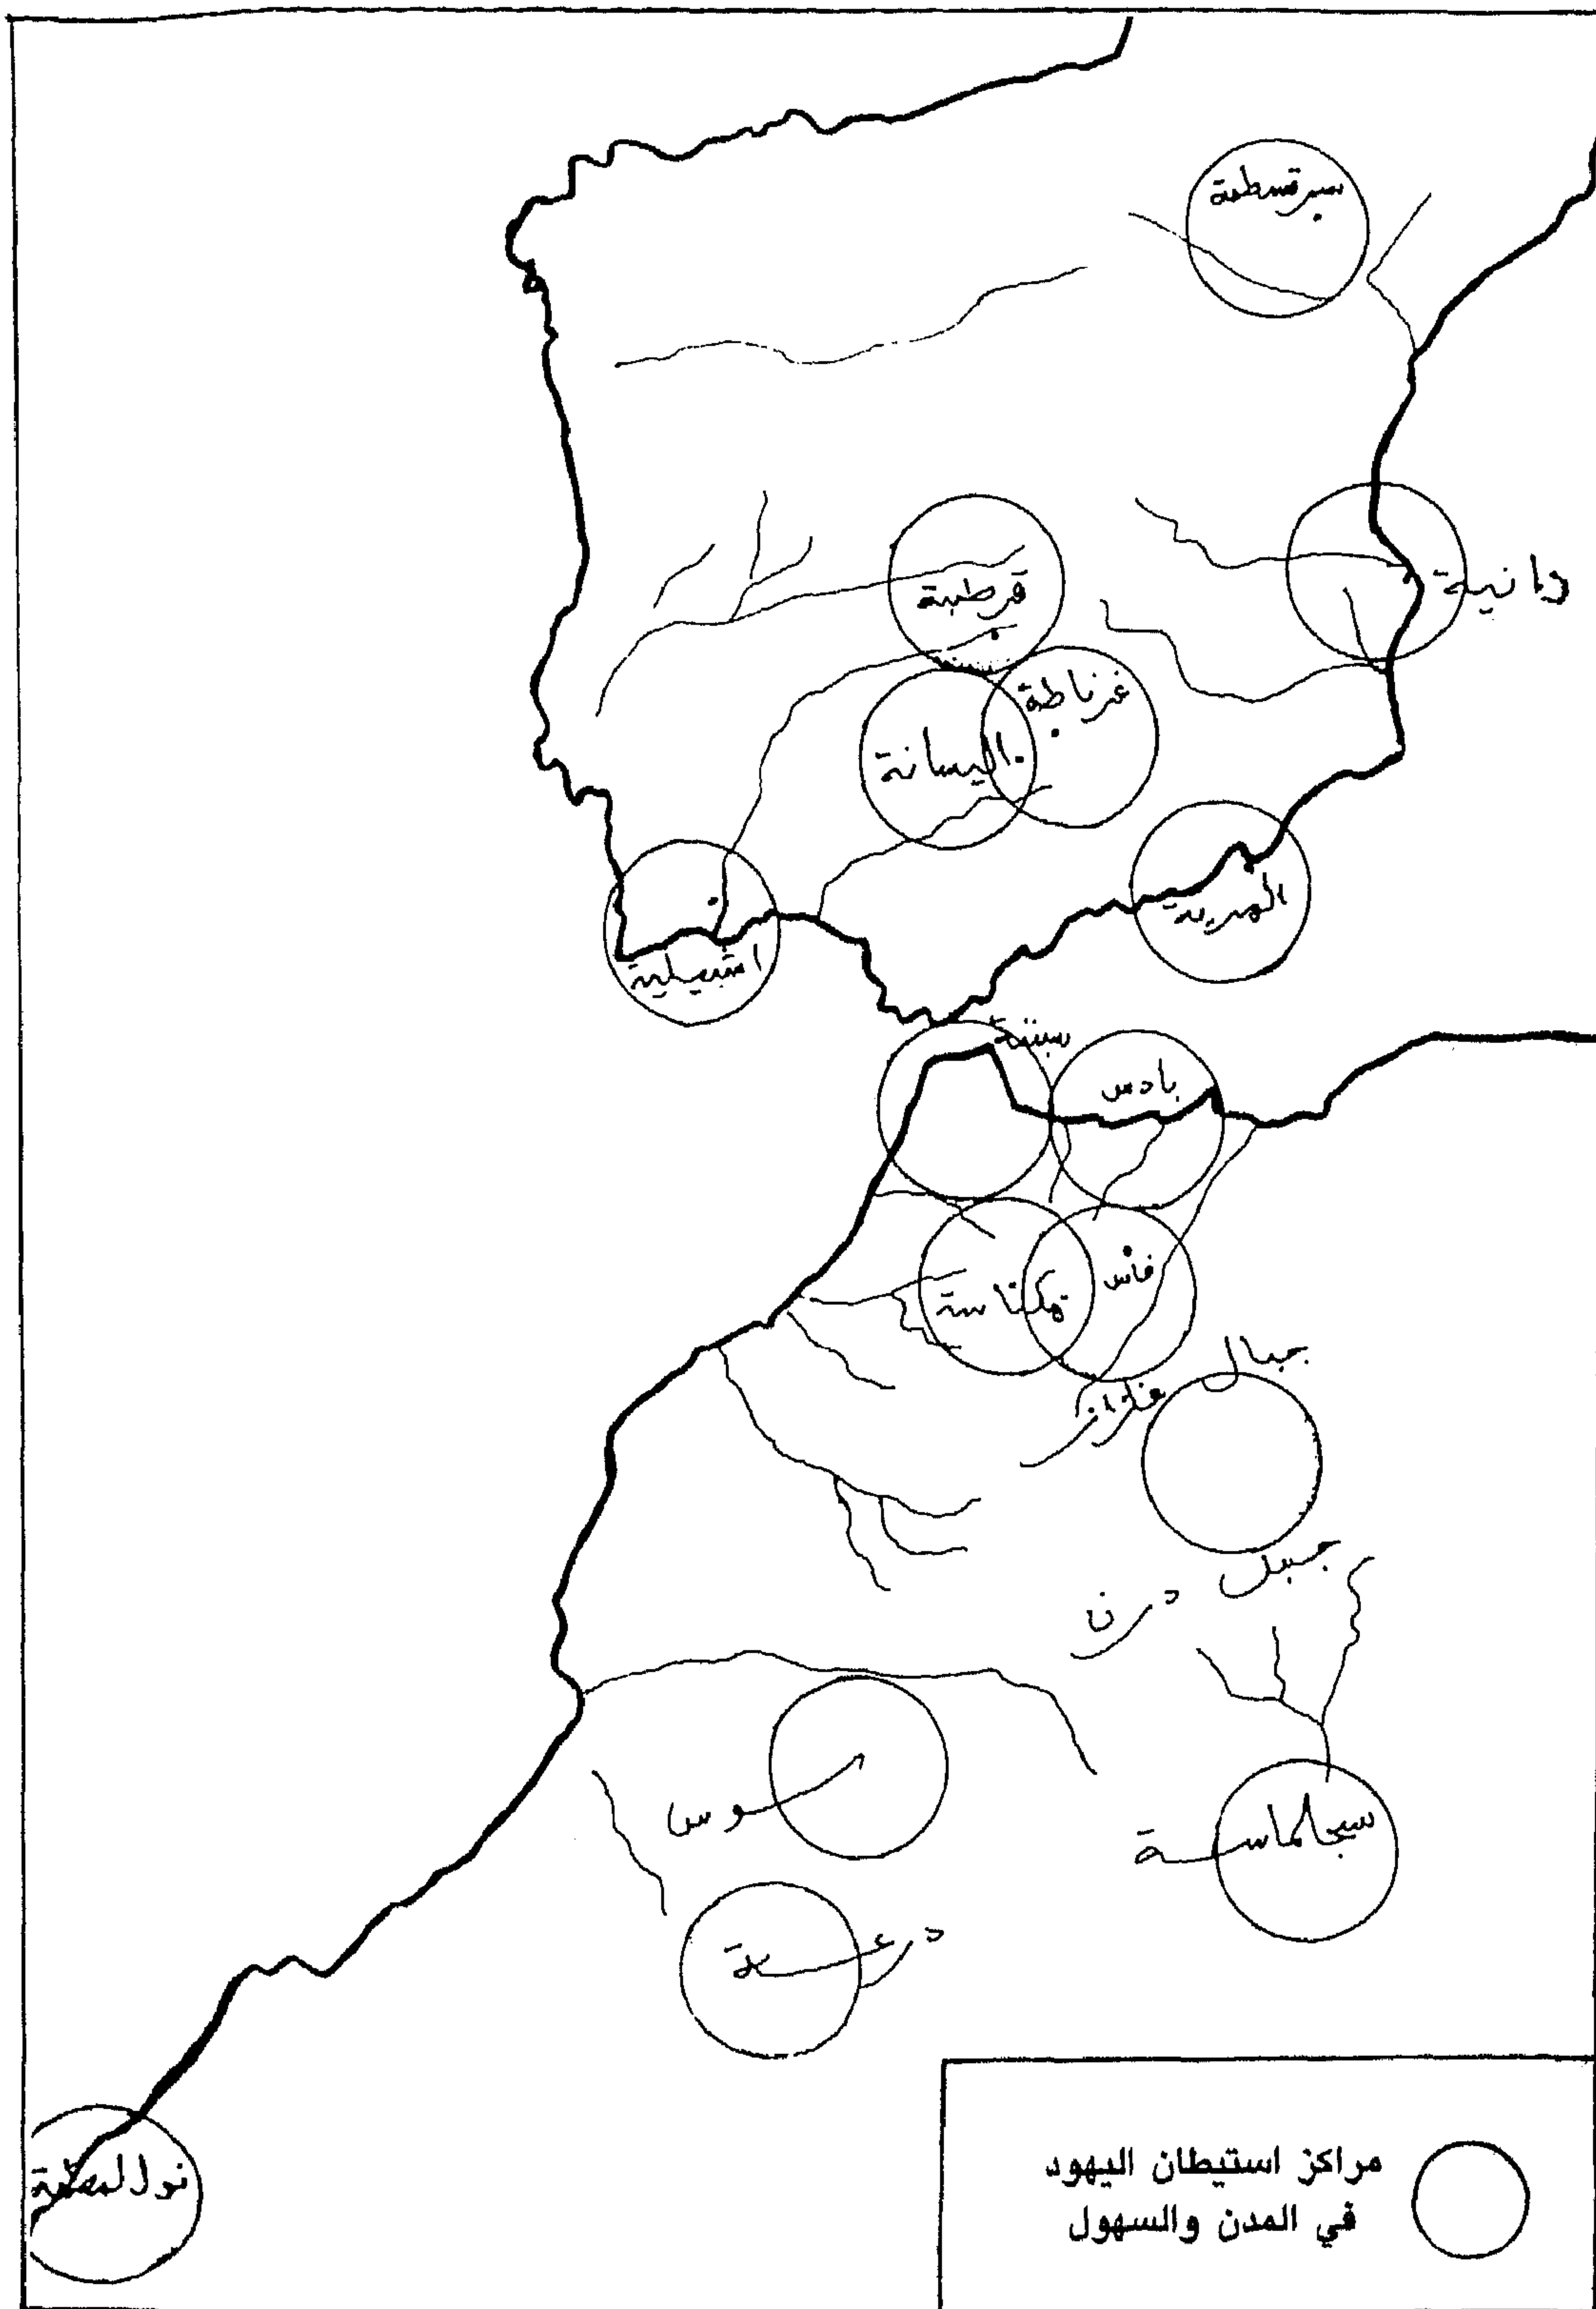 سرقسطة
دانية
قرطبة
غرناطة
اليسانة
المرية
اشبيلية
سبتة
بادس
فاس
مكناسة
جبال
فازاز
جبل
درن
سوس
سجلماسة
درعة
نول لمطة
مراكز استيطان اليهود
في المدن والسهول